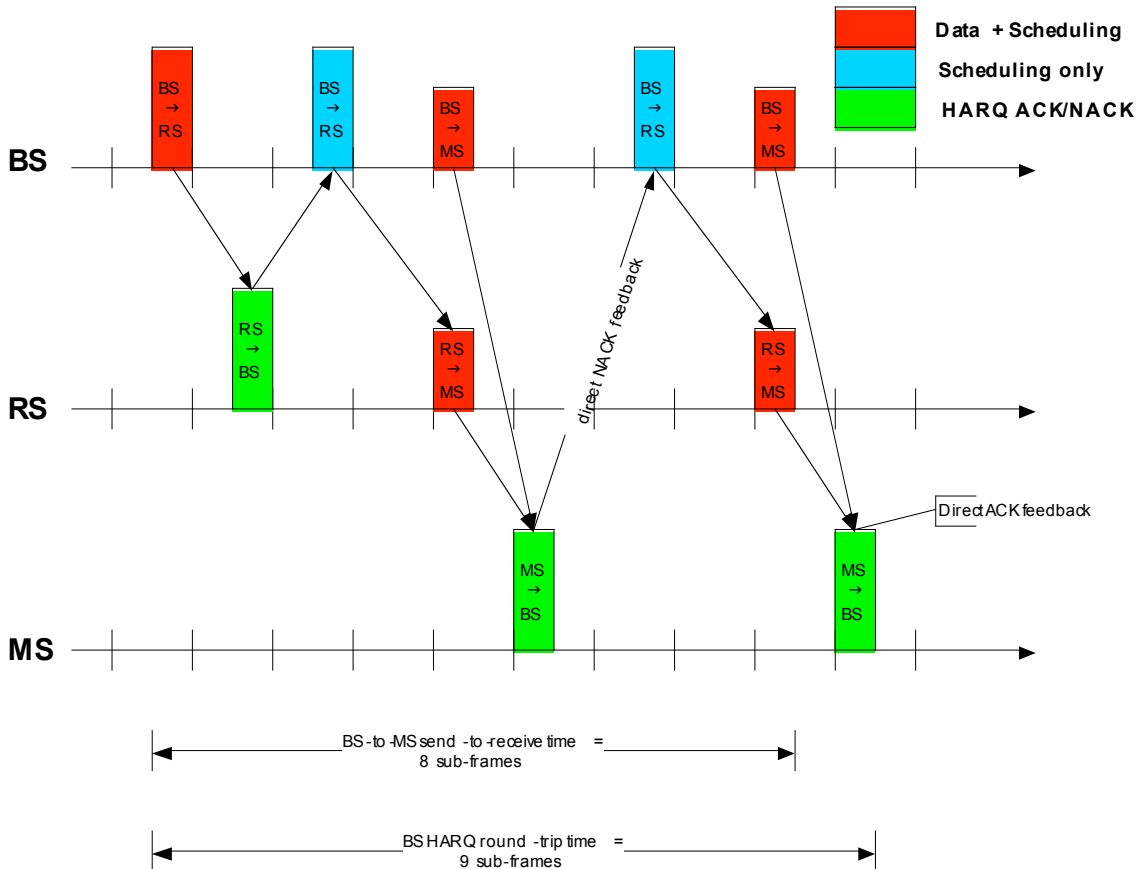 Data + Scheduling
Scheduling only
HARQ ACK/NACK
BS
BS
→
RS
BS
→
RS
BS
→
MS
BS
→
RS
BS
→
MS
RS
RS
→
BS
RS
→
MS
direct NACK feedback
RS
→
MS
MS
MS
→
BS
MS
→
BS
Direct ACK feedback
BS-to-MS send-to-receive time =
8 sub-frames
BS HARQ round-trip time =
9 sub-frames